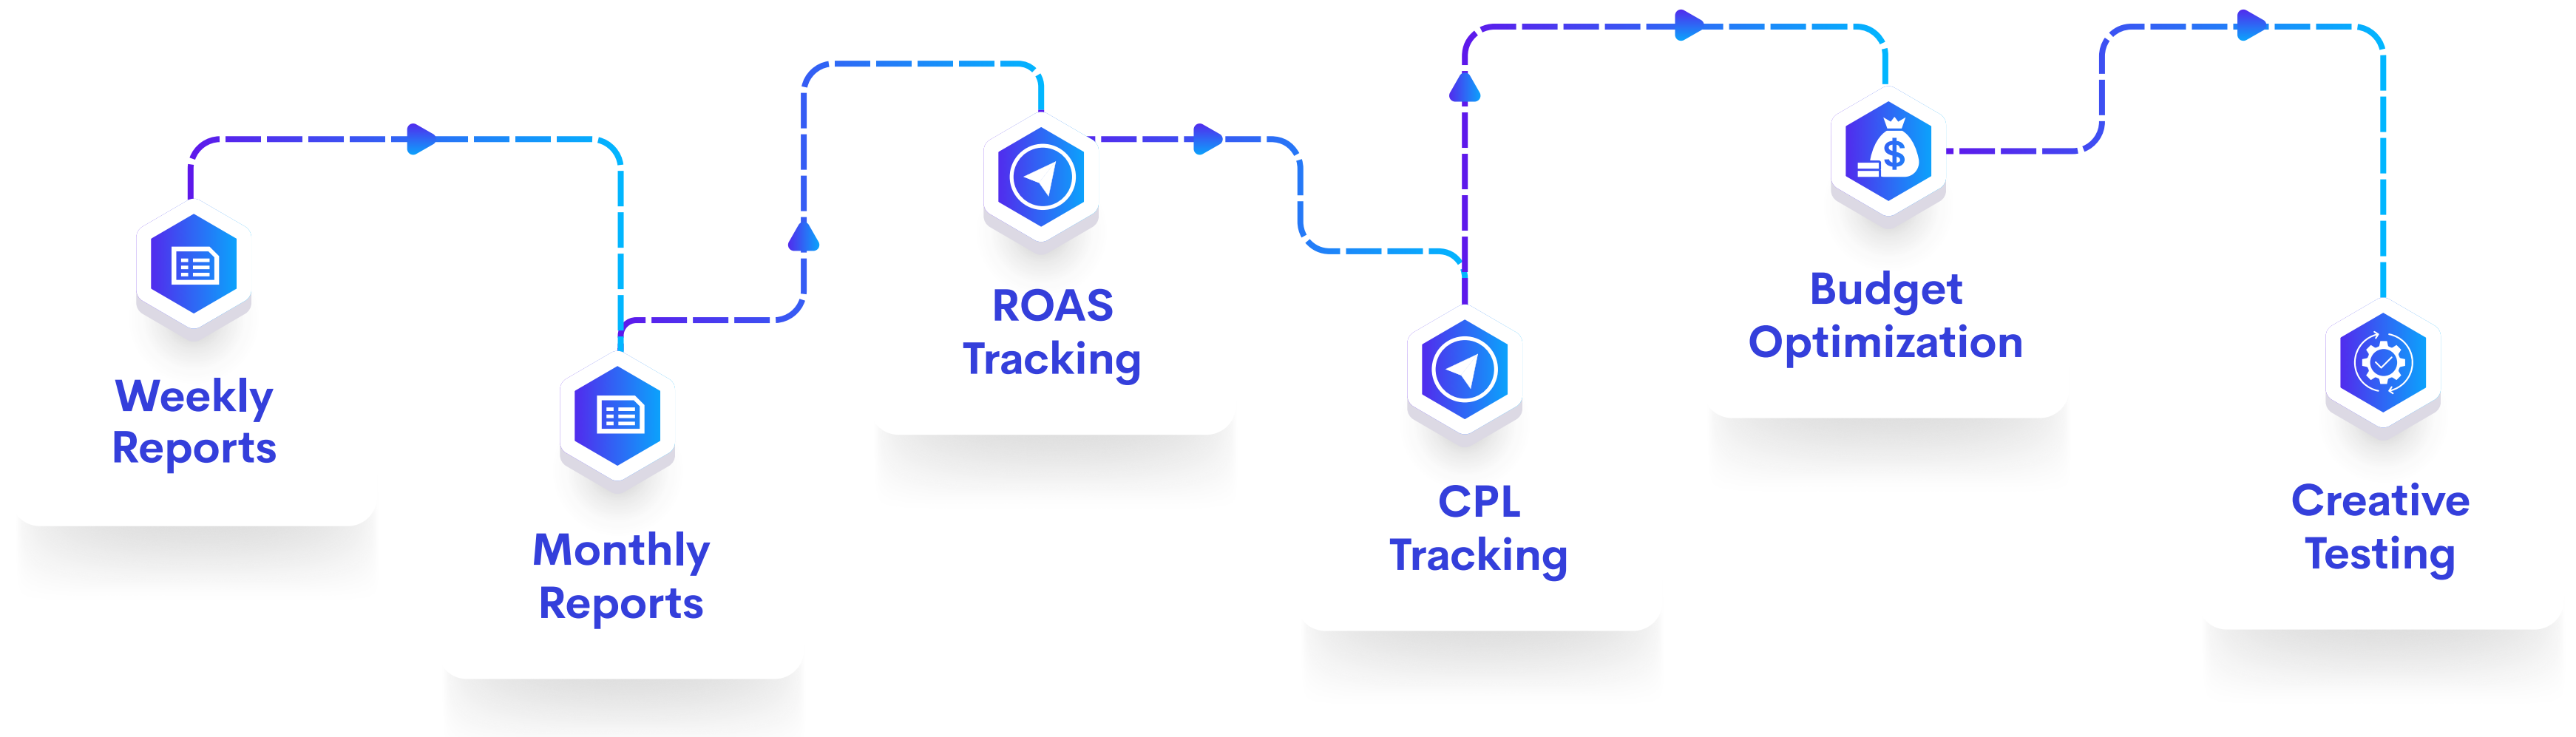 Weekly
Reports
Monthly
Reports
ROAS
Tracking
CPL
Tracking
Budget
Optimization
Creative
Testing